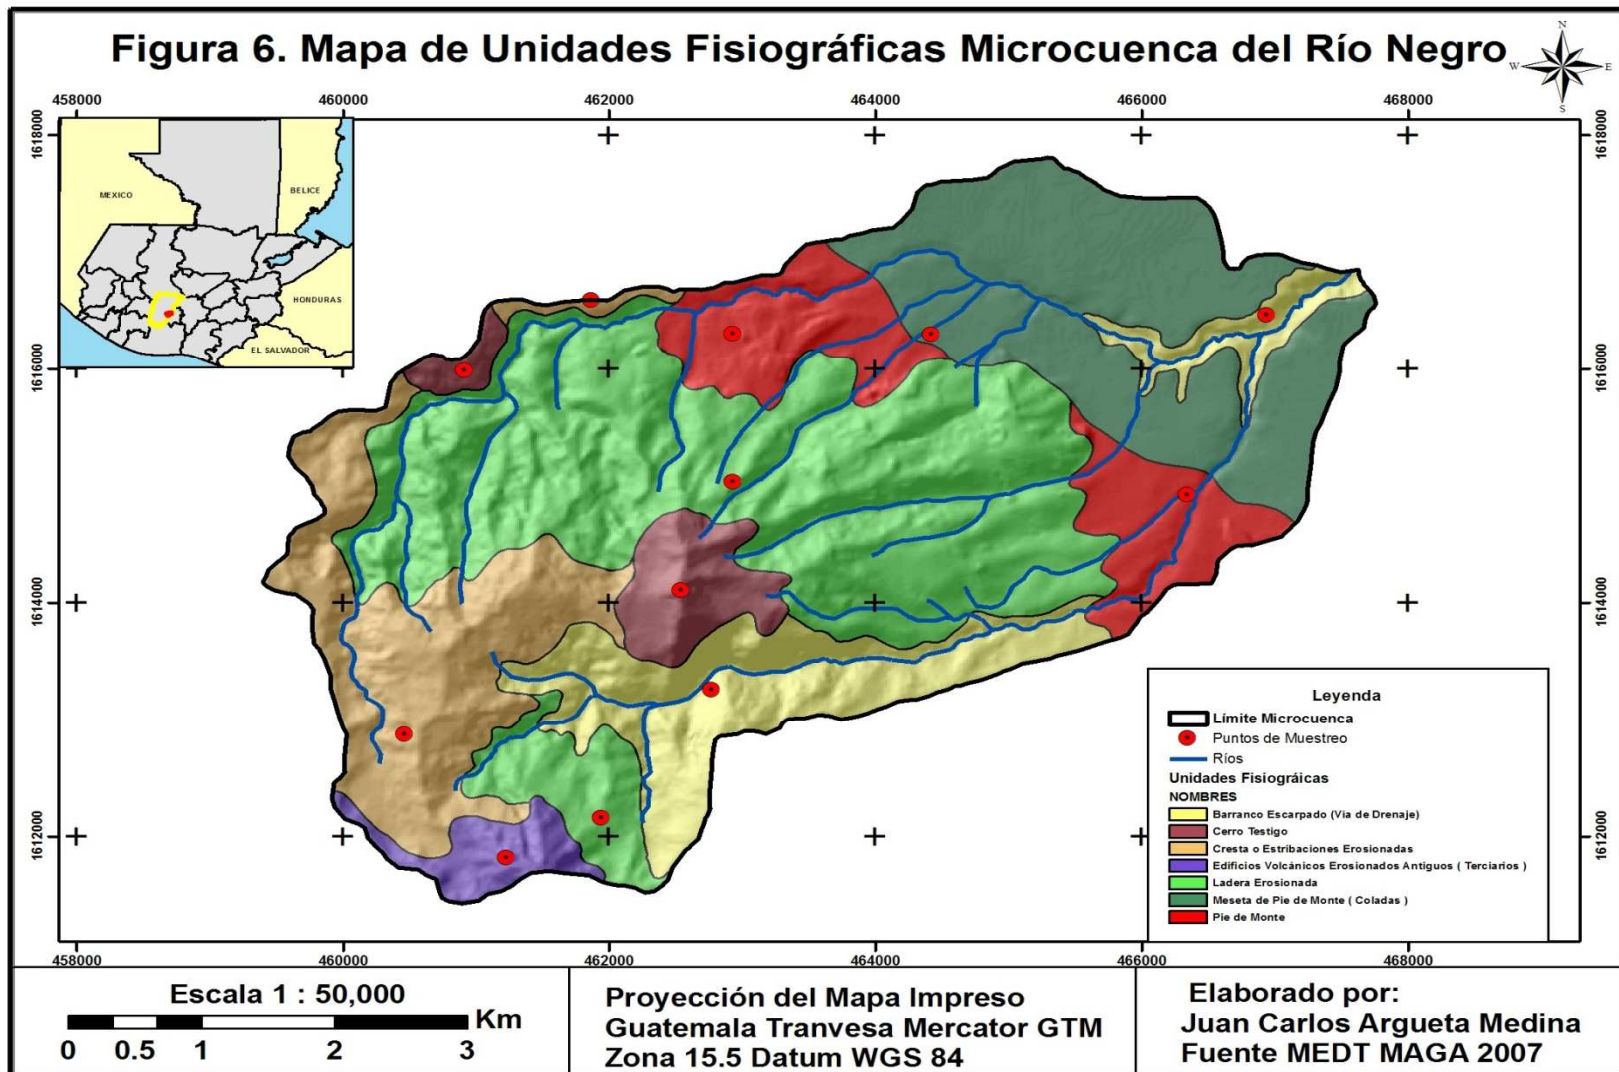 Figura 6. Mapa de Unidades Fisiográficas Microcuenca del Río Negro
N
W E
S
458000 460000 462000 464000 466000 468000
1618000 1618000
MEXICO
BELICE
HONDURAS
EL SALVADOR
1616000 1616000
1614000 1614000
1612000 1612000
Leyenda
Límite Microcuenca
Puntos de Muestreo
Ríos
Unidades Fisiográicas
NOMBRES
Barranco Escarpado (Via de Drenaje)
Cerro Testigo
Cresta o Estribaciones Erosionadas
Edificios Volcánicos Erosionados Antiguos ( Terciarios )
Ladera Erosionada
Meseta de Pie de Monte ( Coladas )
Pie de Monte
458000 460000 462000 464000 466000 468000
Escala 1 : 50,000
Km
0 0.5 1 2 3
Proyección del Mapa Impreso
Guatemala Tranvesa Mercator GTM
Zona 15.5 Datum WGS 84
Elaborado por:
Juan Carlos Argueta Medina
Fuente MEDT MAGA 2007